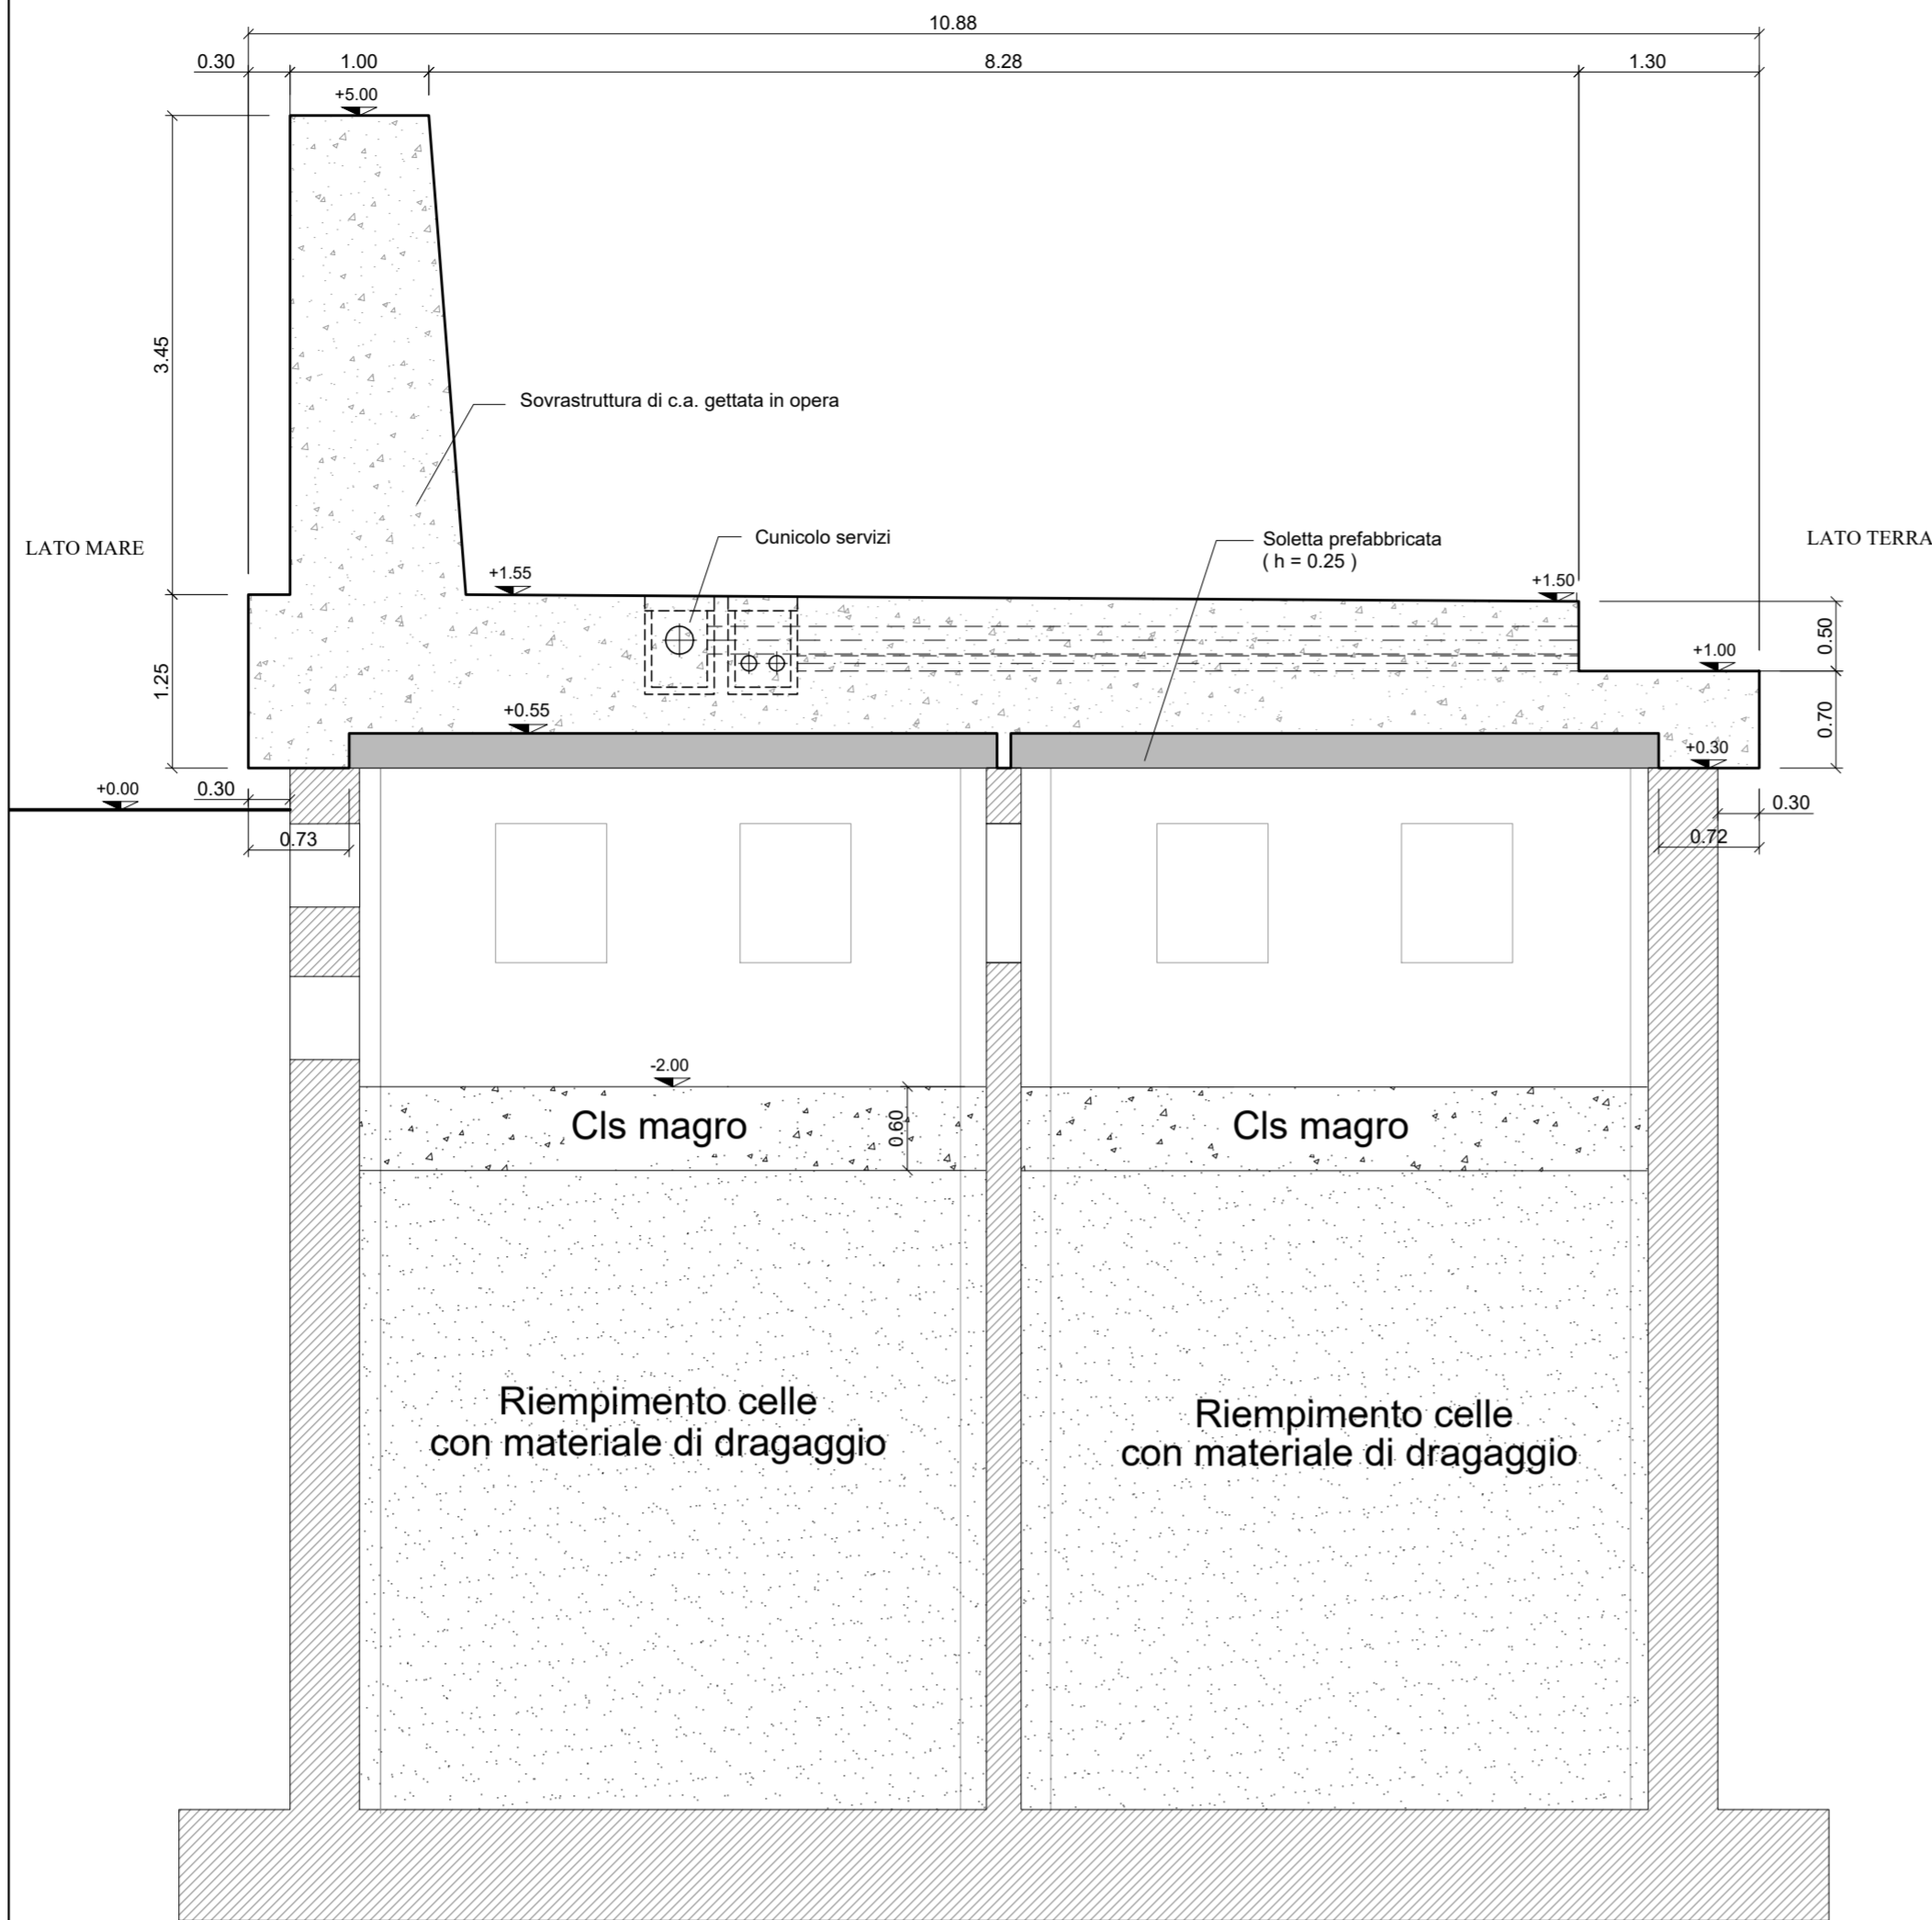 10.88
0.30
1.00
8.28
1.30
+5.00
3.45
Sovrastruttura di c.a. gettata in opera
LATO MARE
Cunicolo servizi
Soletta prefabbricata
( h = 0.25 )
LATO TERRA
+1.55
+1.50
0.50
+1.00
1.25
0.70
+0.55
+0.30
+0.00
0.30
0.30
0.73
0.72
-2.00
Cls magro
0.60
Cls magro
Riempimento celle
con materiale di dragaggio
Riempimento celle
con materiale di dragaggio